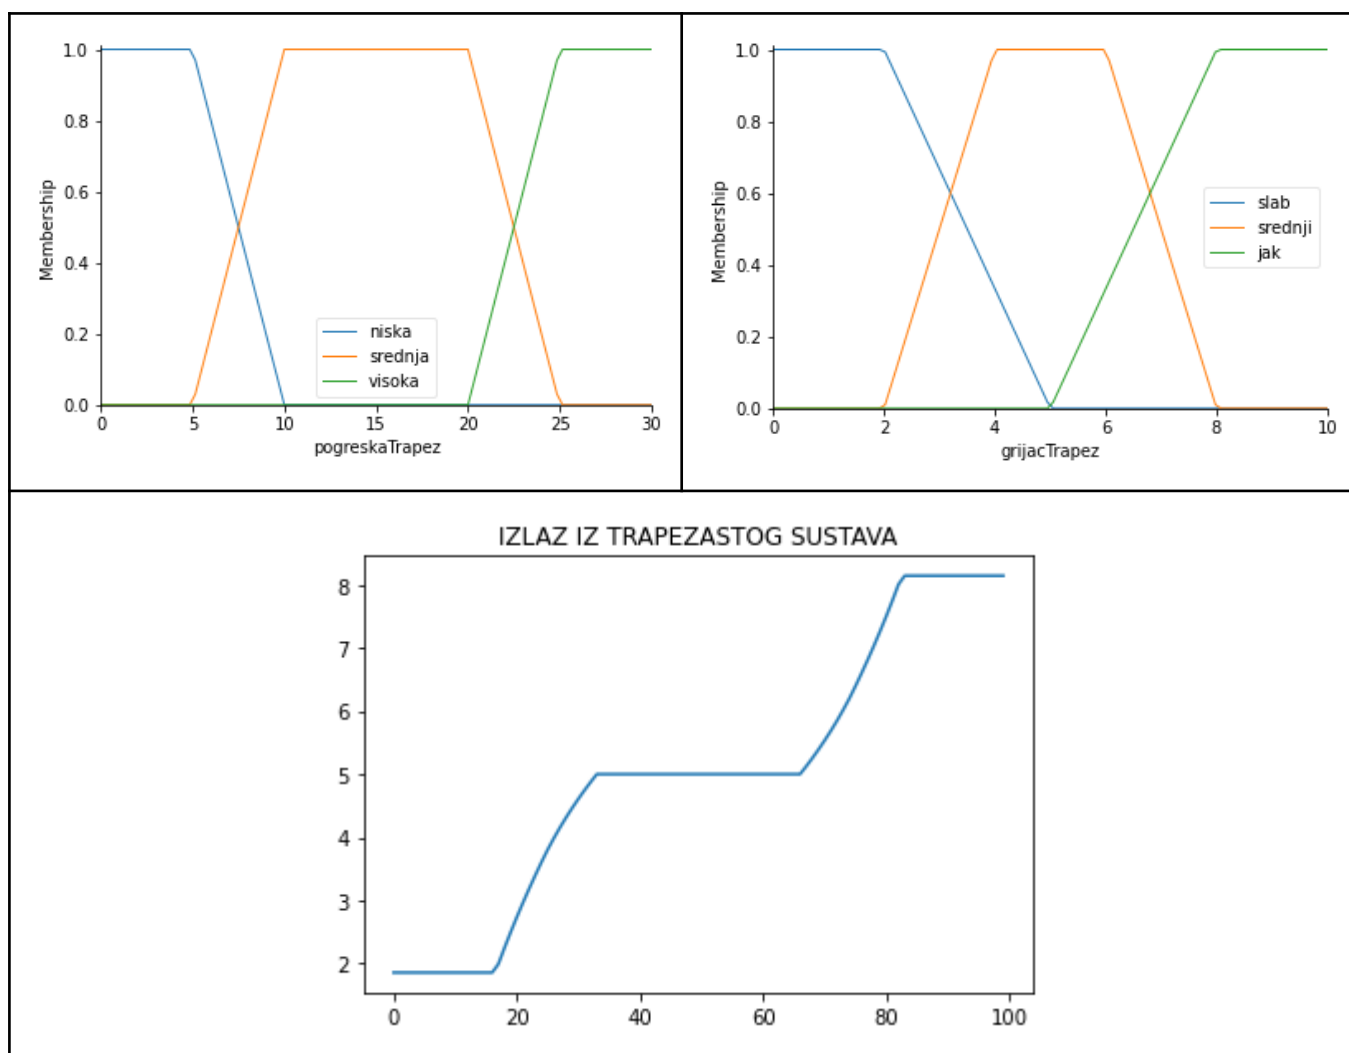 1.0
0.8
0.6
0.4
0.2
0.0
Membership
niska
srednja
visoka
0 5 10 15 20 25 30
pogreskaTrapez
1.0
0.8
0.6
0.4
0.2
0.0
Membership
slab
srednji
jak
0 2 4 6 8 10
grijacTrapez
IZLAZ IZ TRAPEZASTOG SUSTAVA
8
7
6
5
4
3
2
0 20 40 60 80 100